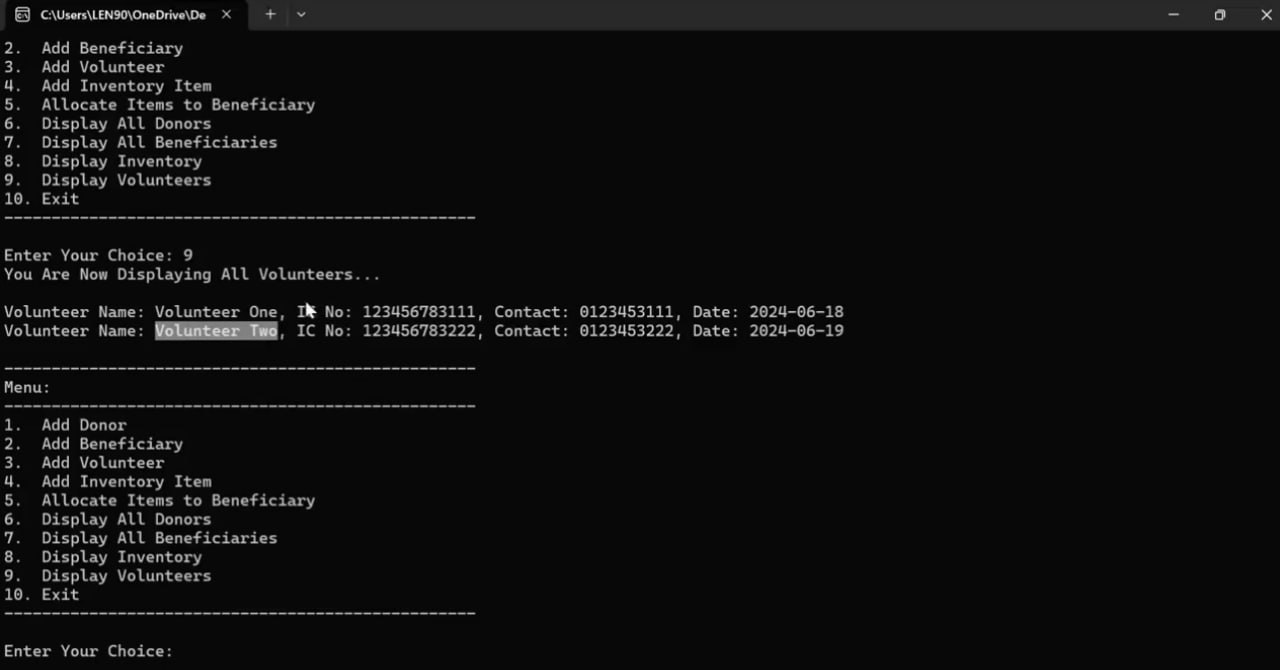 C:\Users\LEN90\OneDrive\De
2. Add Beneficiary
3. Add Volunteer
4. Add Inventory Item
5. Allocate Items to Beneficiary
6. Display All Donors
7. Display All Beneficiaries
8. Display Inventory
9. Display Volunteers
10. Exit
--------------------------------------------------
Enter Your Choice: 9
You Are Now Displaying All Volunteers...
Volunteer Name: Volunteer One, IC No: 123456783111, Contact: 0123453111, Date: 2024-06-18
Volunteer Name: Volunteer Two, IC No: 123456783222, Contact: 0123453222, Date: 2024-06-19
--------------------------------------------------
Menu:
--------------------------------------------------
1. Add Donor
2. Add Beneficiary
3. Add Volunteer
4. Add Inventory Item
5. Allocate Items to Beneficiary
6. Display All Donors
7. Display All Beneficiaries
8. Display Inventory
9. Display Volunteers
10. Exit
--------------------------------------------------
Enter Your Choice: